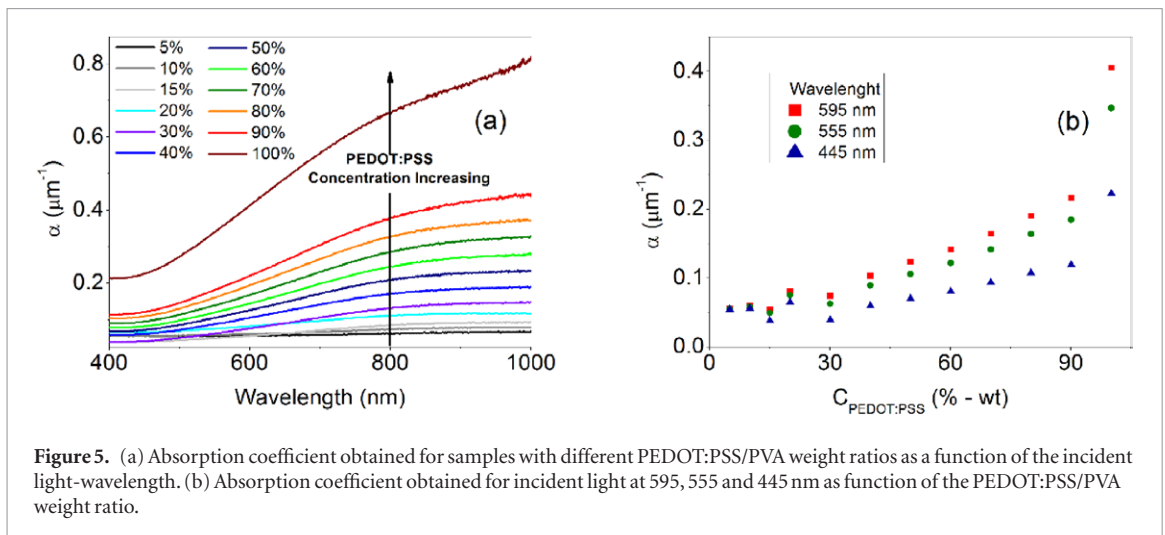 0.8
0.6
0.4
0.2
400
600
800
1000
α (μm⁻¹)
Wavelength (nm)
5%
10%
15%
20%
30%
40%
50%
60%
70%
80%
90%
100%
(a)
PEDOT:PSS
Concentration Increasing
0.4
0.3
0.2
0.1
0.0
0
30
60
90
α (μm⁻¹)
C_PEDOT:PSS (% - wt)
Wavelenght
595 nm
555 nm
445 nm
(b)
Figure 5. (a) Absorption coefficient obtained for samples with different PEDOT:PSS/PVA weight ratios as a function of the incident
light-wavelength. (b) Absorption coefficient obtained for incident light at 595, 555 and 445 nm as function of the PEDOT:PSS/PVA
weight ratio.